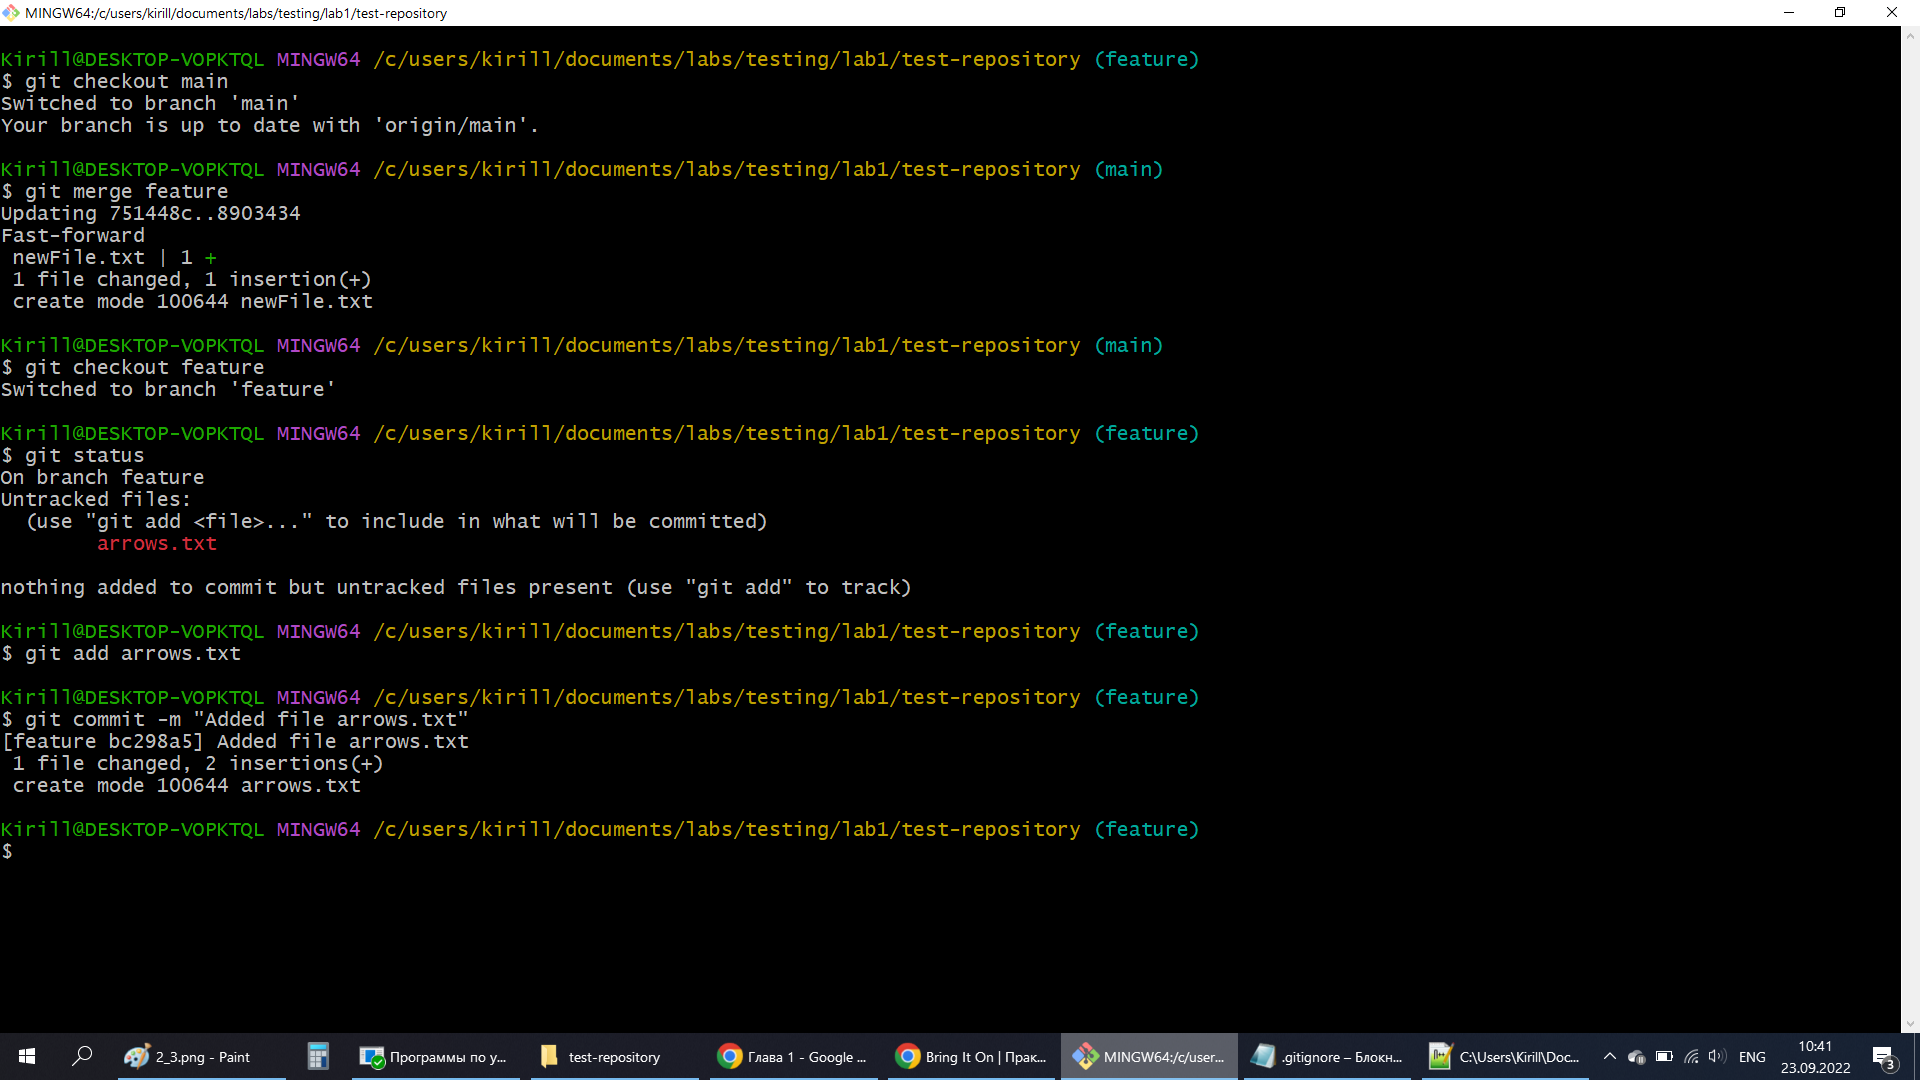 MINGW64:/c/users/kirill/documents/labs/testing/lab1/test-repository
Kirill@DESKTOP-VOPKTQL MINGW64 /c/users/kirill/documents/labs/testing/lab1/test-repository (feature)
$ git checkout main
Switched to branch 'main'
Your branch is up to date with 'origin/main'.
Kirill@DESKTOP-VOPKTQL MINGW64 /c/users/kirill/documents/labs/testing/lab1/test-repository (main)
$ git merge feature
Updating 751448c..8903434
Fast-forward
 newFile.txt | 1 +
 1 file changed, 1 insertion(+)
 create mode 100644 newFile.txt
Kirill@DESKTOP-VOPKTQL MINGW64 /c/users/kirill/documents/labs/testing/lab1/test-repository (main)
$ git checkout feature
Switched to branch 'feature'
Kirill@DESKTOP-VOPKTQL MINGW64 /c/users/kirill/documents/labs/testing/lab1/test-repository (feature)
$ git status
On branch feature
Untracked files:
  (use "git add <file>..." to include in what will be committed)
        arrows.txt
nothing added to commit but untracked files present (use "git add" to track)
Kirill@DESKTOP-VOPKTQL MINGW64 /c/users/kirill/documents/labs/testing/lab1/test-repository (feature)
$ git add arrows.txt
Kirill@DESKTOP-VOPKTQL MINGW64 /c/users/kirill/documents/labs/testing/lab1/test-repository (feature)
$ git commit -m "Added file arrows.txt"
[feature bc298a5] Added file arrows.txt
 1 file changed, 2 insertions(+)
 create mode 100644 arrows.txt
Kirill@DESKTOP-VOPKTQL MINGW64 /c/users/kirill/documents/labs/testing/lab1/test-repository (feature)
$
2_3.png - Paint
Программы по у...
test-repository
Глава 1 - Google ...
Bring It On | Прак...
MINGW64:/c/user...
.gitignore – Блокн...
C:\Users\Kirill\Doc...
ENG
10:41
23.09.2022
3